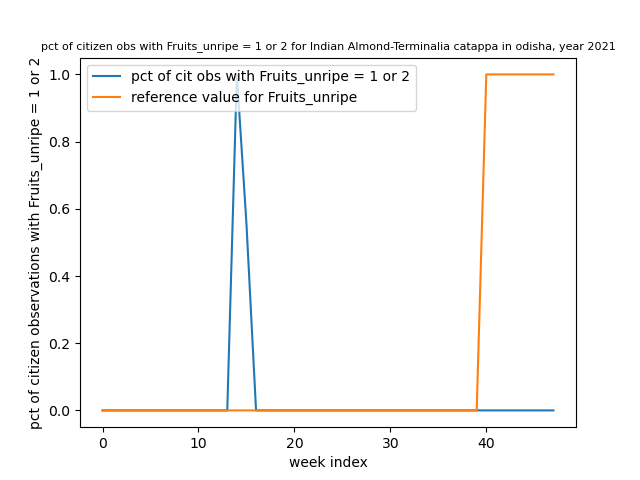 pct of citizen obs with Fruits_unripe = 1 or 2 for Indian Almond-Terminalia catappa in odisha, year 2021
pct of citizen observations with Fruits_unripe = 1 or 2
pct of cit obs with Fruits_unripe = 1 or 2
reference value for Fruits_unripe
1.0
0.8
0.6
0.4
0.2
0.0
0 10 20 30 40
week index